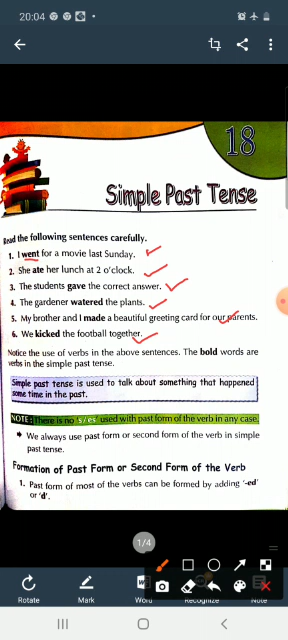 20:04
18
Simple Past Tense
Read the following sentences carefully.
1. I went for a movie last Sunday.
2. She ate her lunch at 2 o'clock.
3. The students gave the correct answer.
4. The gardener watered the plants.
5. My brother and I made a beautiful greeting card for our parents.
6. We kicked the football together.
Notice the use of verbs in the above sentences. The bold words are
verbs in the simple past tense.
Simple past tense is used to talk about something that happened
some time in the past.
NOTE: There is no 's/es' used with past form of the verb in any case.
We always use past form or second form of the verb in simple
past tense.
Formation of Past Form or Second Form of the Verb
1. Past form of most of the verbs can be formed by adding '-ed'
or 'd'.
1/4
Rotate
Mark
Word
Recognize
Note